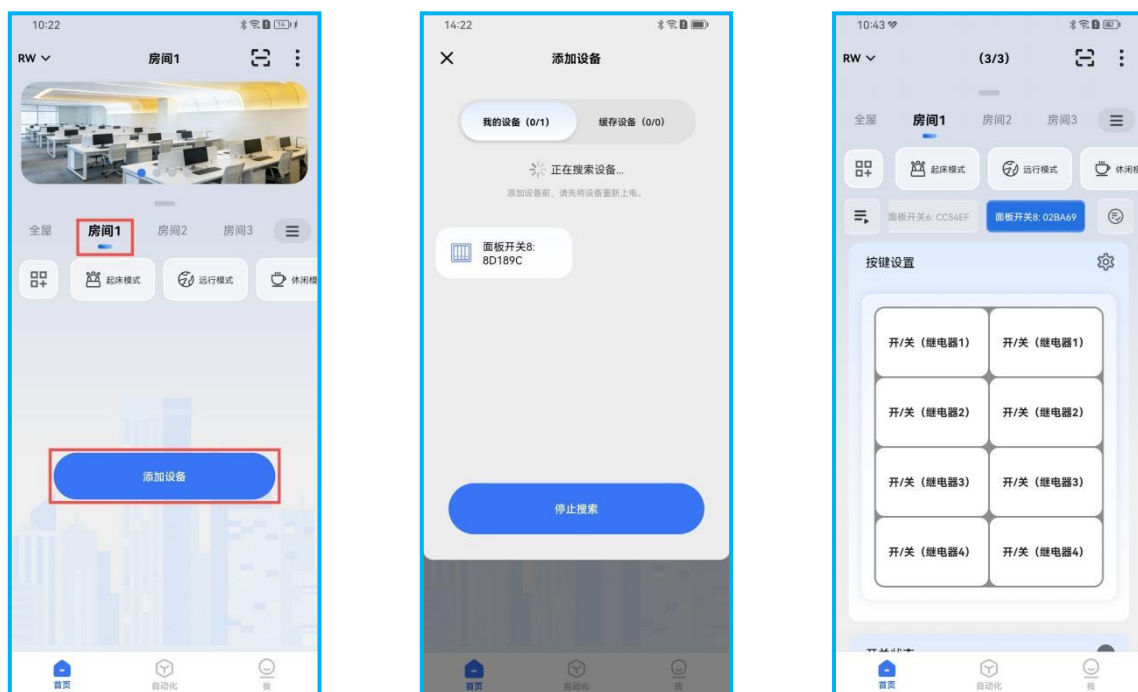 10:22
RW
房间1
全屋
房间1
房间2
房间3
起床模式
运行模式
休闲模
添加设备
首页
自动化
我
14:22
添加设备
我的设备（0/1）
缓存设备（0/0）
正在搜索设备...
添加设备前，请先将设备重新上电。
面板开关8:
8D189C
停止搜索
首页
自动化
我
10:43
RW
(3/3)
全屋
房间1
房间2
房间3
起床模式
运行模式
休闲模
面板开关6: CC54EF
面板开关8: 02BA69
按键设置
开/关（继电器1）
开/关（继电器1）
开/关（继电器2）
开/关（继电器2）
开/关（继电器3）
开/关（继电器3）
开/关（继电器4）
开/关（继电器4）
首页
自动化
我